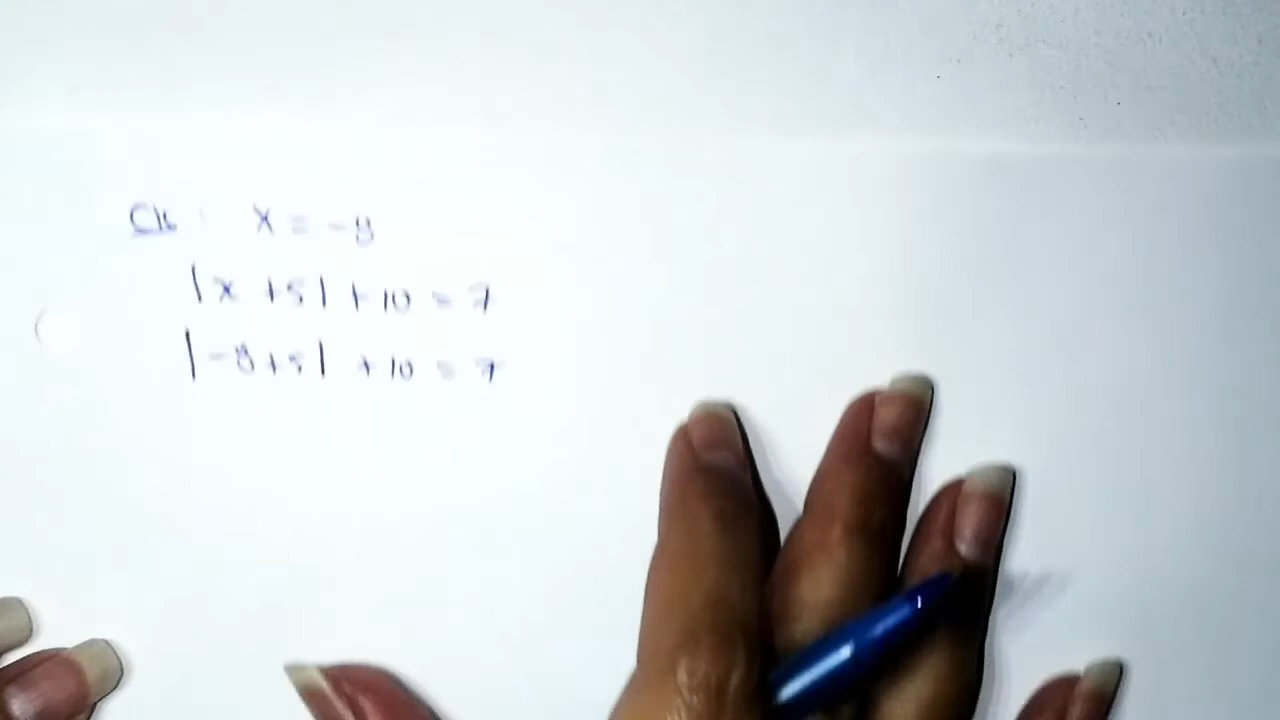 Ck: x = -8
|x +5| + 10 = 7
|-8+5| + 10 = 7